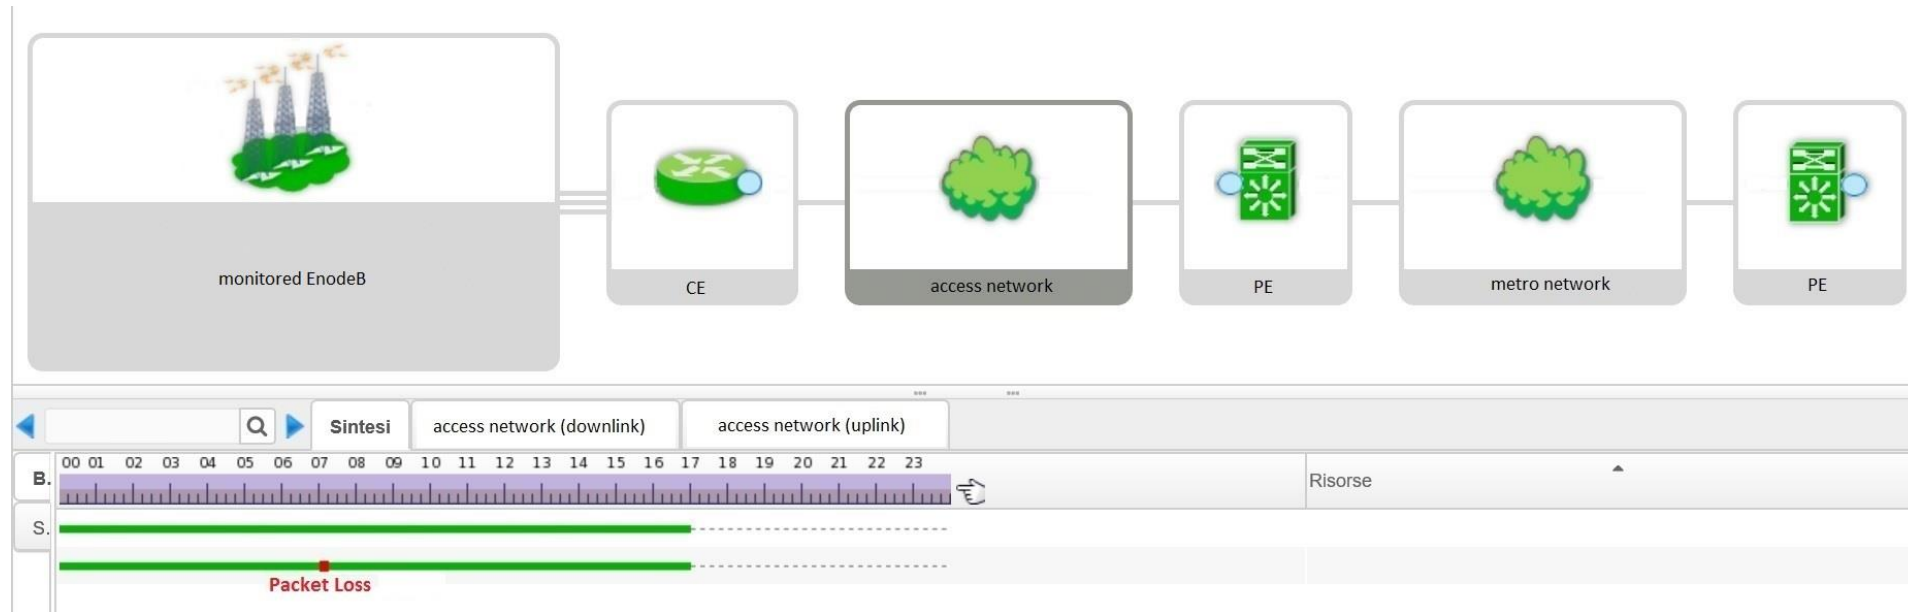 monitored EnodeB
CE
access network
PE
metro network
PE
Sintesi
access network (downlink)
access network (uplink)
B.
00 01 02 03 04 05 06 07 08 09 10 11 12 13 14 15 16 17 18 19 20 21 22 23
Risorse
S.
Packet Loss